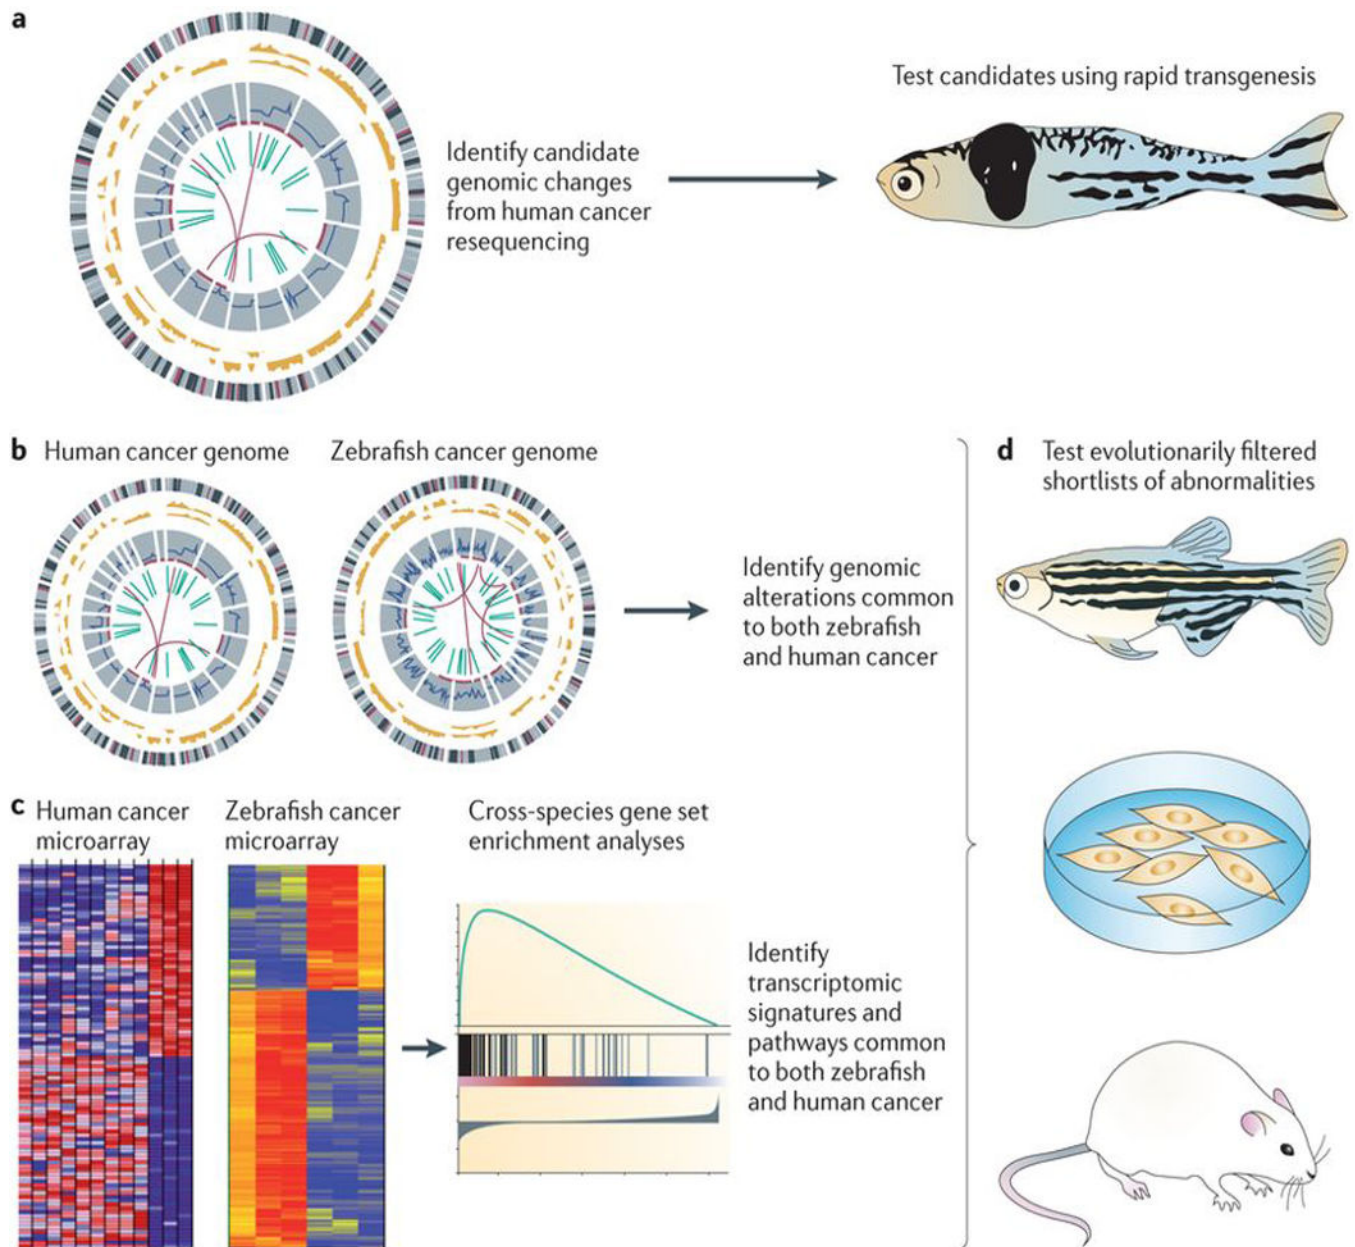 a
Identify candidate
genomic changes
from human cancer
resequencing
Test candidates using rapid transgenesis
b Human cancer genome
Zebrafish cancer genome
Identify genomic
alterations common
to both zebrafish
and human cancer
c Human cancer
microarray
Zebrafish cancer
microarray
Cross-species gene set
enrichment analyses
Identify
transcriptomic
signatures and
pathways common
to both zebrafish
and human cancer
d Test evolutionarily filtered
shortlists of abnormalities